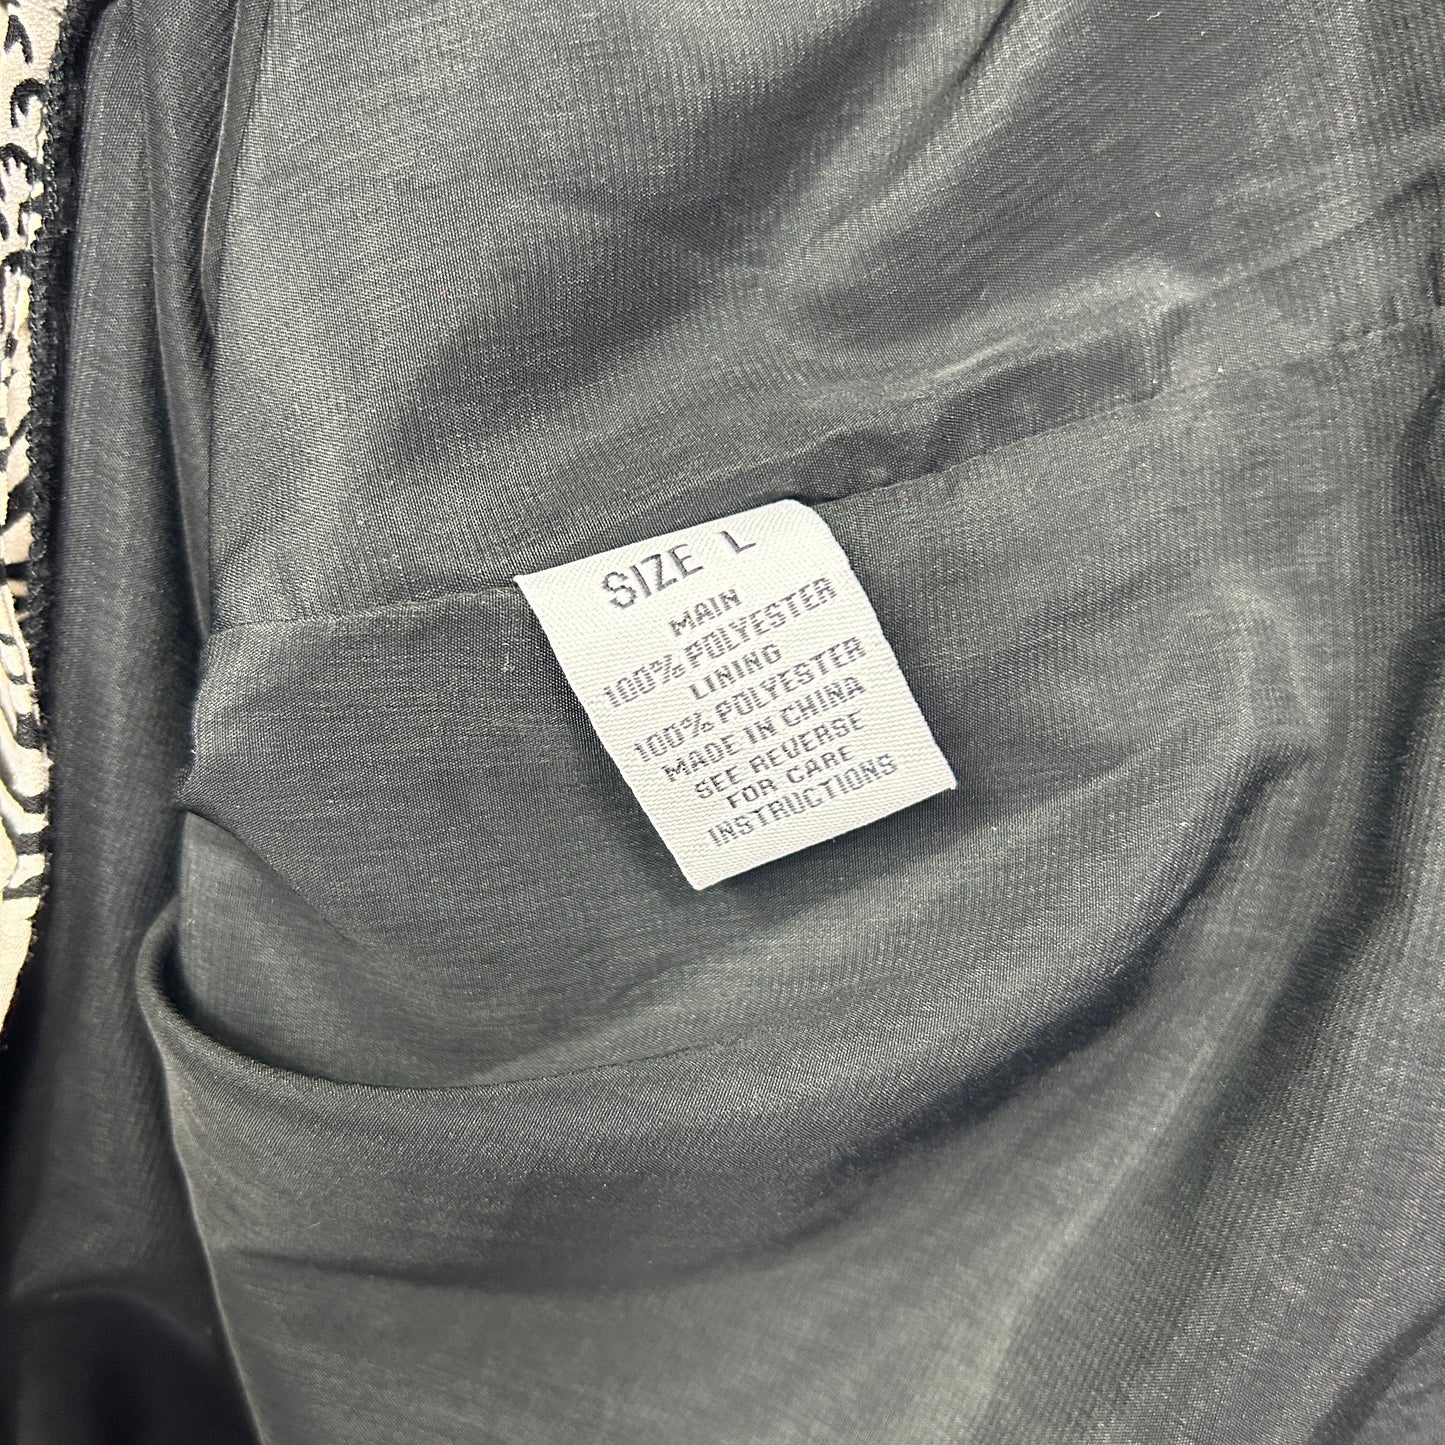 SIZE L
MAIN
100% POLYESTER
LINING
100% POLYESTER
MADE IN CHINA
SEE REVERSE
FOR CARE
INSTRUCTIONS